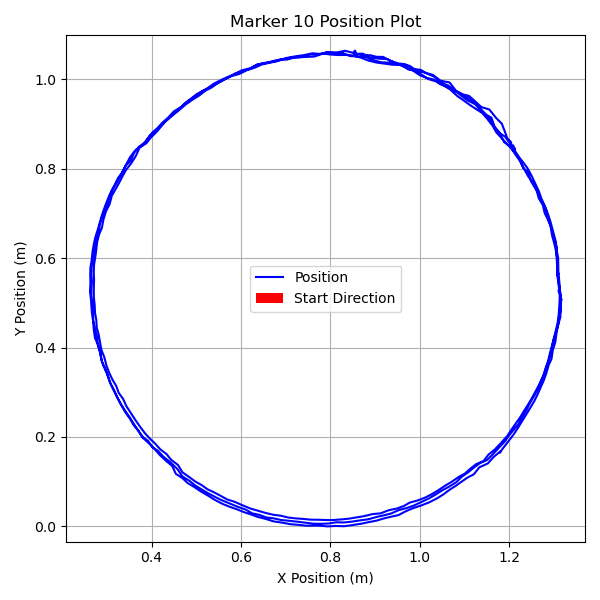 Marker 10 Position Plot
1.0
0.8
0.6
0.4
0.2
0.0
Y Position (m)
Position
Start Direction
0.4 0.6 0.8 1.0 1.2
X Position (m)